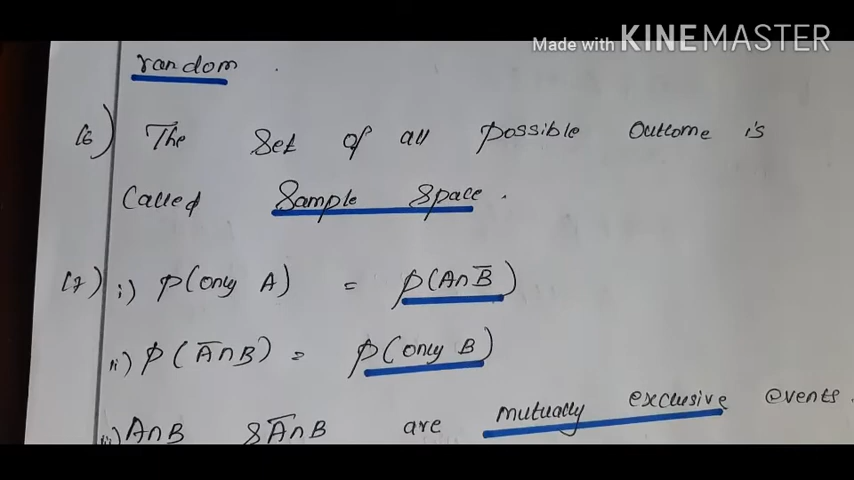 Made with KINEMASTER
random
16) The Set of all possible Outcome is
Called Sample Space.
17) i) P(only A) = P(A∩B̅)
ii) P(A̅∩B) = P(only B)
iii) A∩B & A̅∩B are mutually exclusive events.